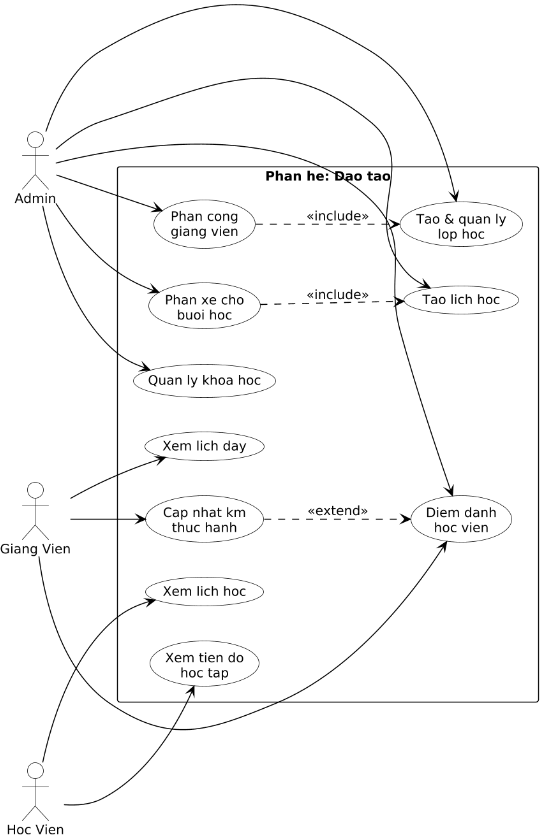 Phan he: Dao tao
Admin
Phan cong
giang vien
«include»
Tao & quan ly
lop hoc
Phan xe cho
buoi hoc
«include»
Tao lich hoc
Quan ly khoa hoc
Xem lich day
Giang Vien
Cap nhat km
thuc hanh
«extend»
Diem danh
hoc vien
Xem lich hoc
Xem tien do
hoc tap
Hoc Vien